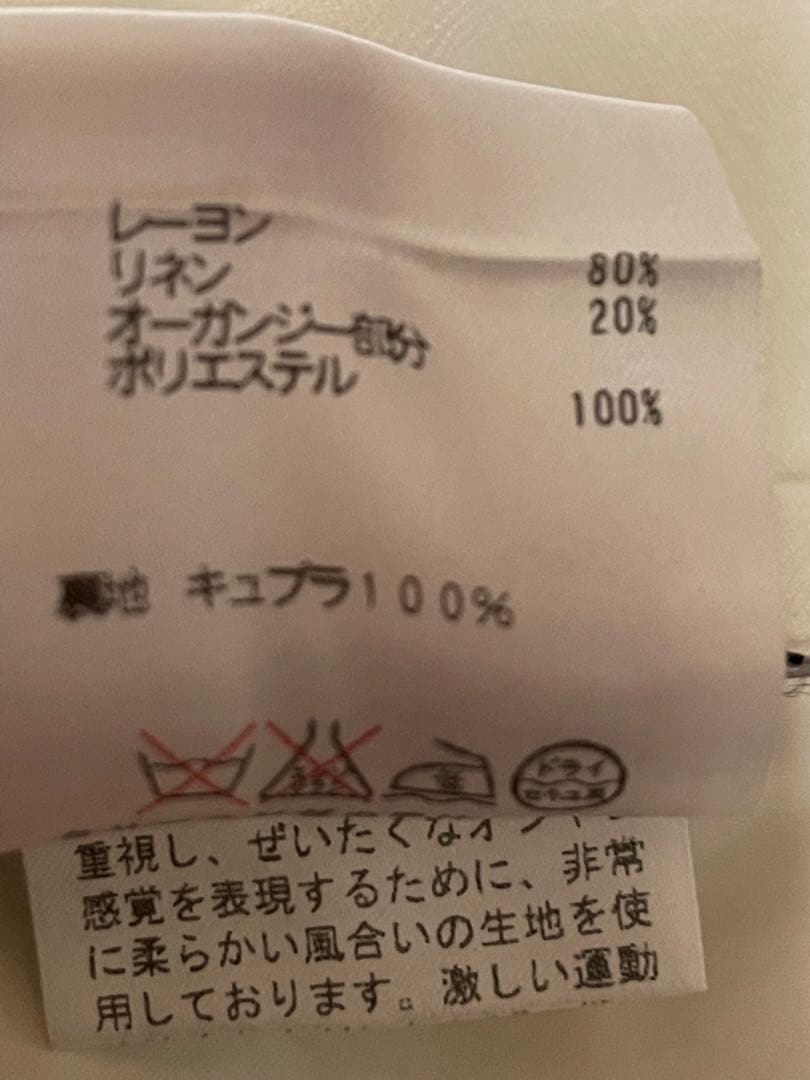 レーヨン 80%
リネン 20%
オーガンジー部分
ポリエステル 100%
裏地 キュプラ100%
ドライ
重視し、ぜいたくな
感覚を表現するために、非常
に柔らかい風合いの生地を使
用しております。激しい運動